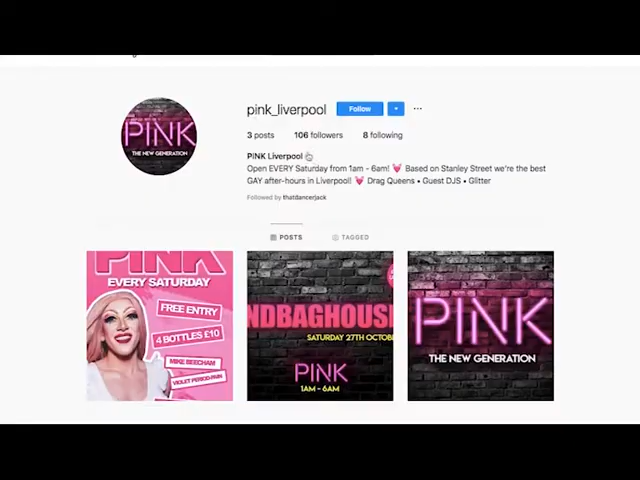 pink_liverpool Follow
3 posts 106 followers 8 following
PINK Liverpool
Open EVERY Saturday from 1am - 6am! Based on Stanley Street we're the best
GAY after-hours in Liverpool! Drag Queens • Guest DJS • Glitter
Followed by thatdancerjack
PINK
THE NEW GENERATION
POSTS TAGGED
PINK
EVERY SATURDAY
FREE ENTRY
4 BOTTLES £10
MIKE BEECHAM
VIOLET PERIOD-PAIN
NDBAGHOUS
SATURDAY 27TH OCTOB
PINK
1AM - 6AM
PINK
THE NEW GENERATION